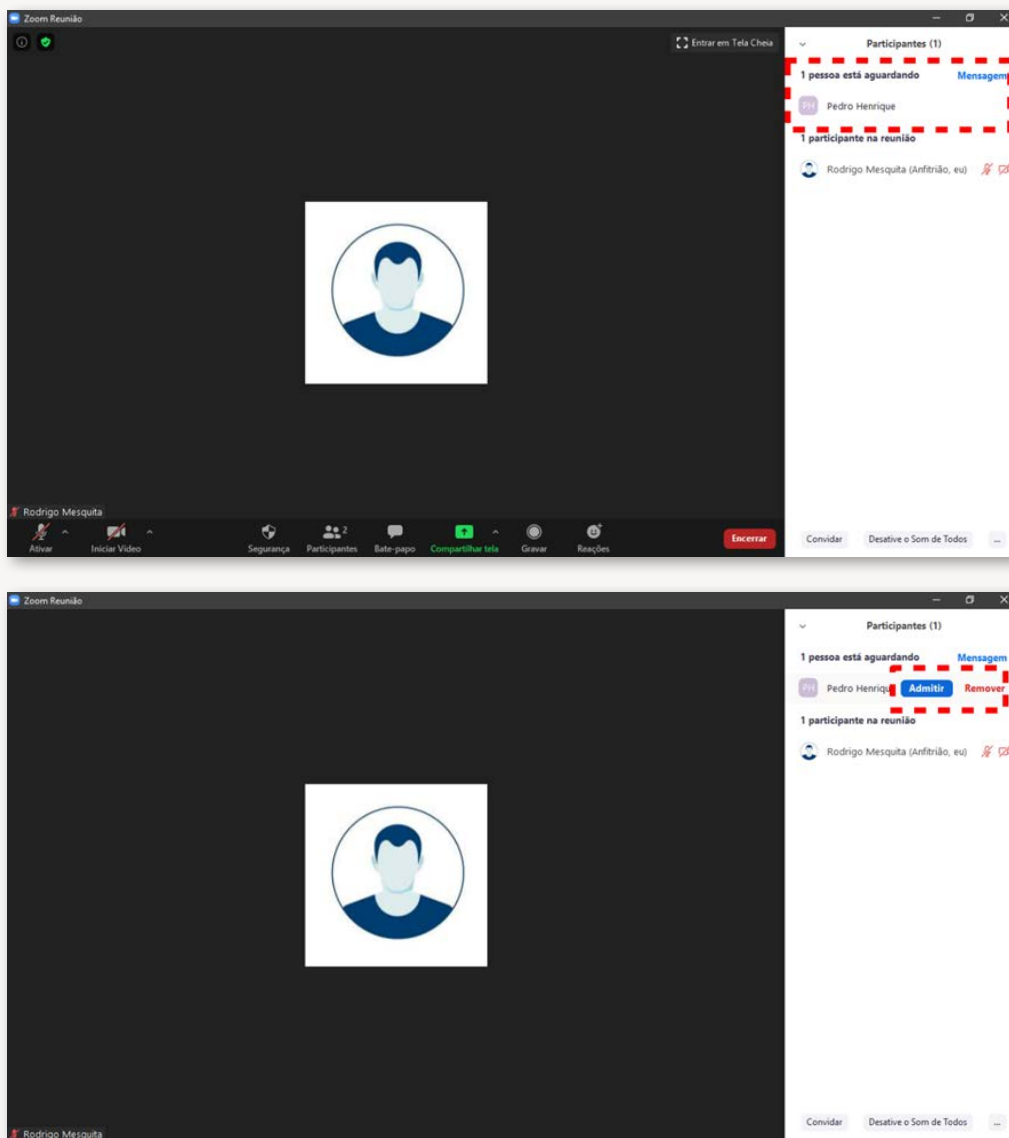 Zoom Reunião
Entrar em Tela Cheia
Participantes (1)
1 pessoa está aguardando Mensagem
PH Pedro Henrique
1 participante na reunião
Rodrigo Mesquita (Anfitrião, eu)
Rodrigo Mesquita
Ativar Iniciar Vídeo Segurança Participantes 2 Bate-papo Compartilhar tela Gravar Reações Encerrar
Convidar Desative o Som de Todos ...
Zoom Reunião
Participantes (1)
1 pessoa está aguardando Mensagem
PH Pedro Henriqu Admitir Remover
1 participante na reunião
Rodrigo Mesquita (Anfitrião, eu)
Rodrigo Mesquita
Convidar Desative o Som de Todos ...